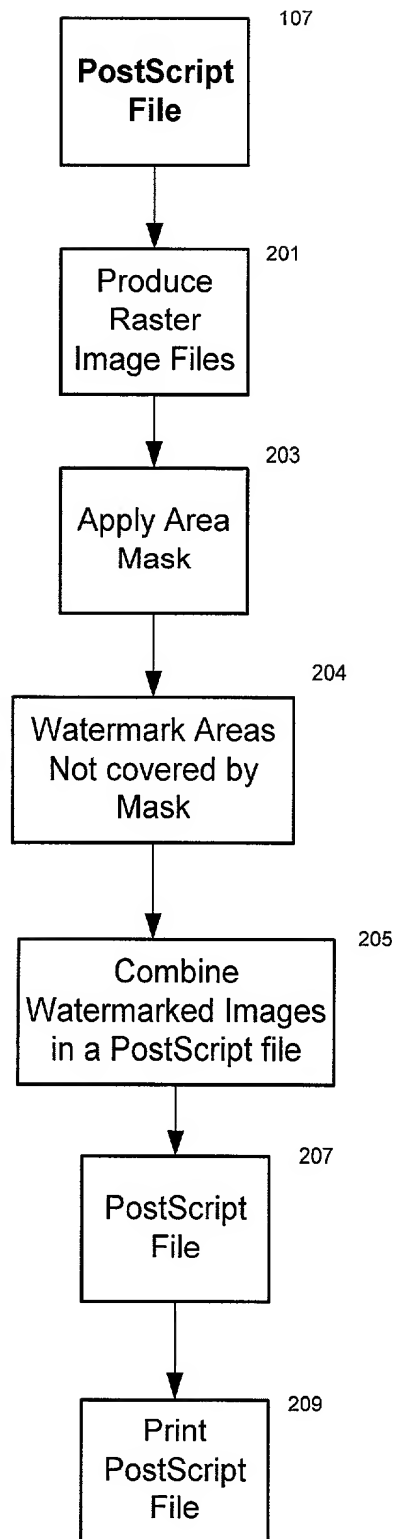 107
PostScript
File
201
Produce
Raster
Image Files
203
Apply Area
Mask
204
Watermark Areas
Not covered by
Mask
205
Combine
Watermarked Images
in a PostScript file
207
PostScript
File
209
Print
PostScript
File